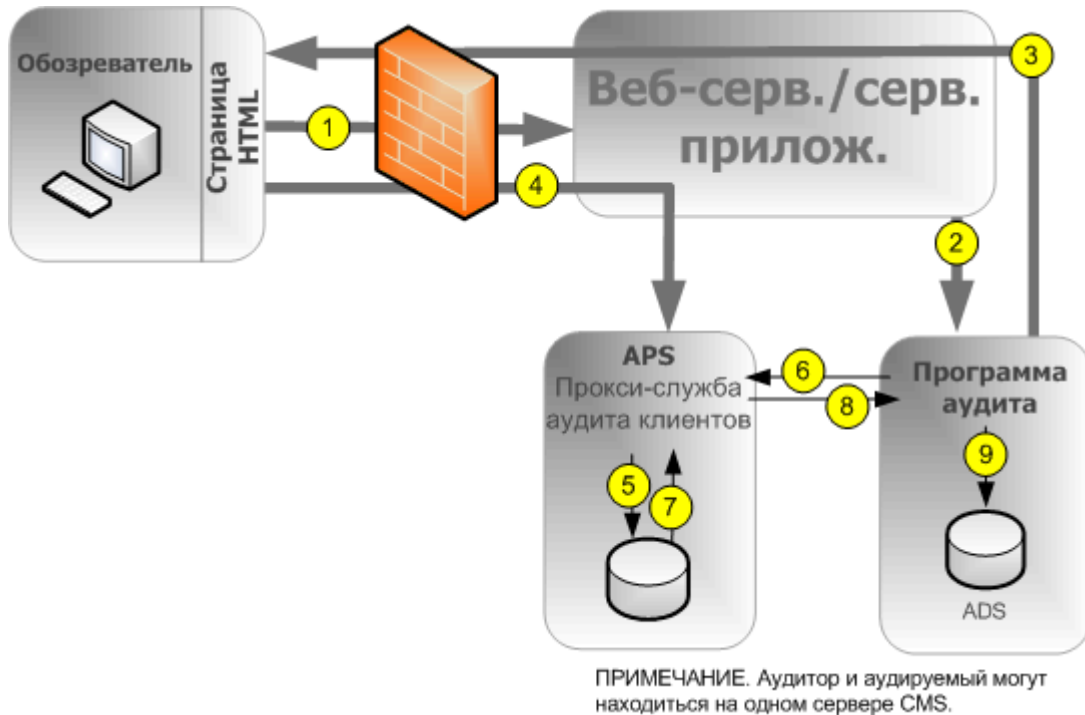 Обозреватель
Страница
HTML
Веб-серв./серв.
прилож.
1
2
3
4
APS
Прокси-служба
аудита клиентов
5
7
6
8
Программа
аудита
9
ADS
ПРИМЕЧАНИЕ. Аудитор и аудируемый могут
находиться на одном сервере CMS.